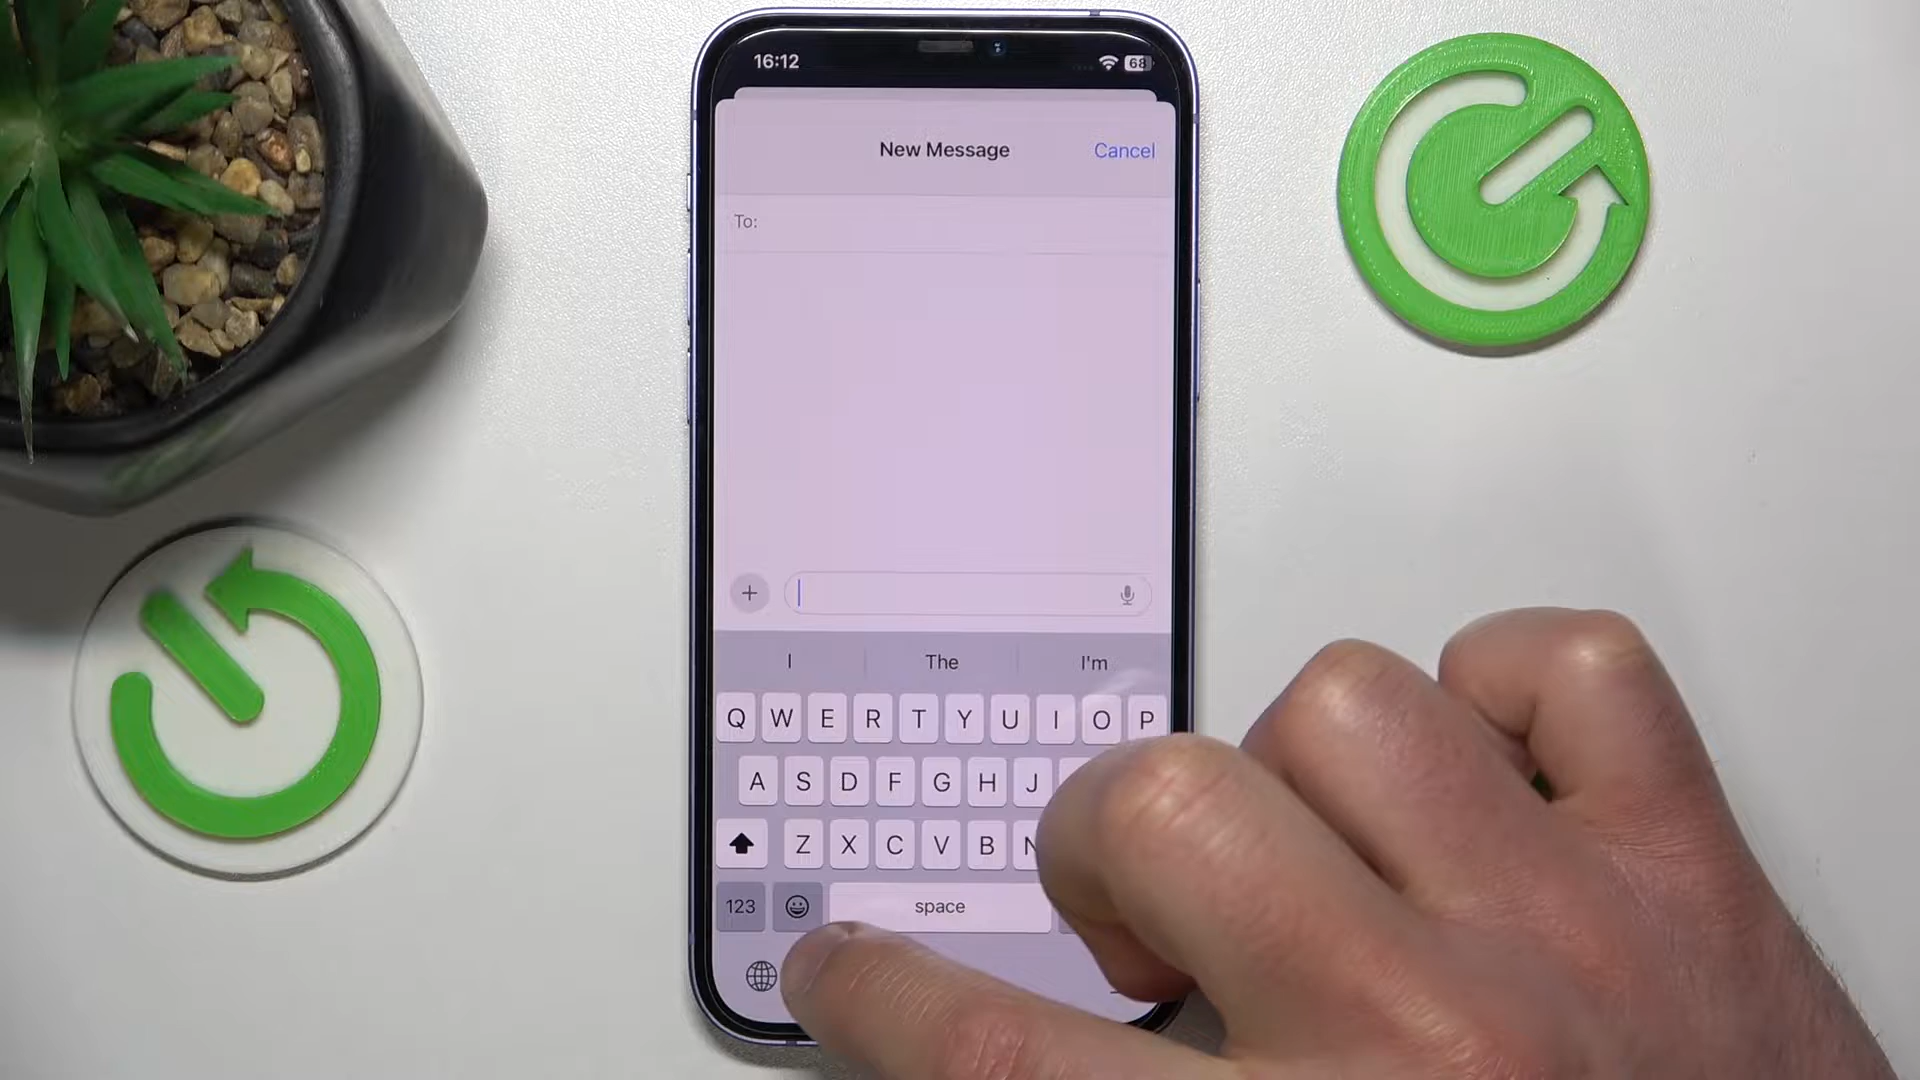 16:12
68
New Message
Cancel
To:
I
The
I'm
Q W E R T Y U I O P
A S D F G H J
Z X C V B N
123
space